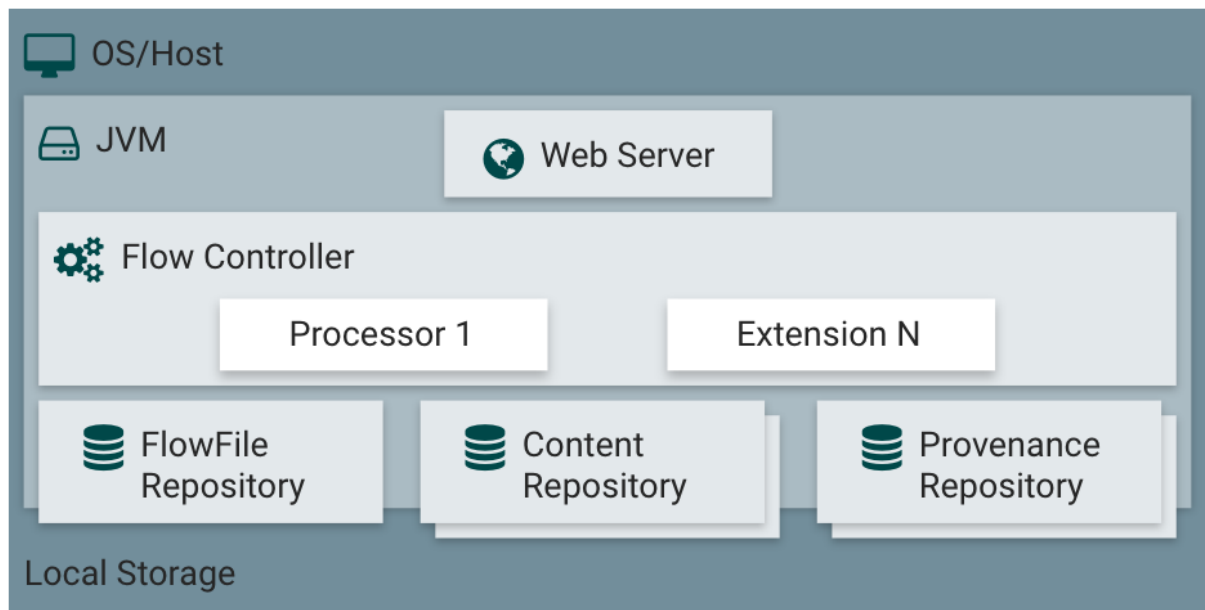 OS/Host
JVM
Web Server
Flow Controller
Processor 1
Extension N
FlowFile
Repository
Content
Repository
Provenance
Repository
Local Storage